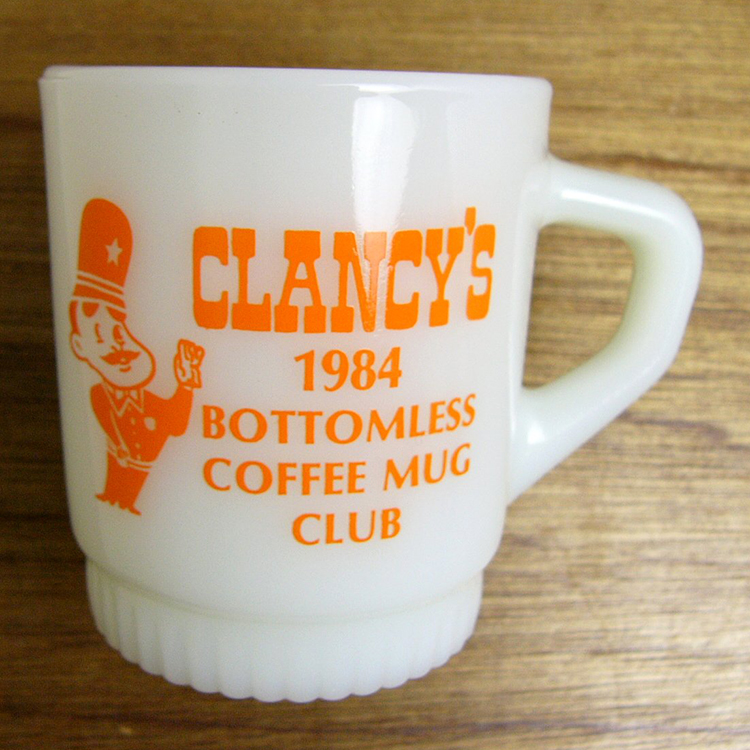 CLANCY'S
1984
BOTTOMLESS
COFFEE MUG
CLUB